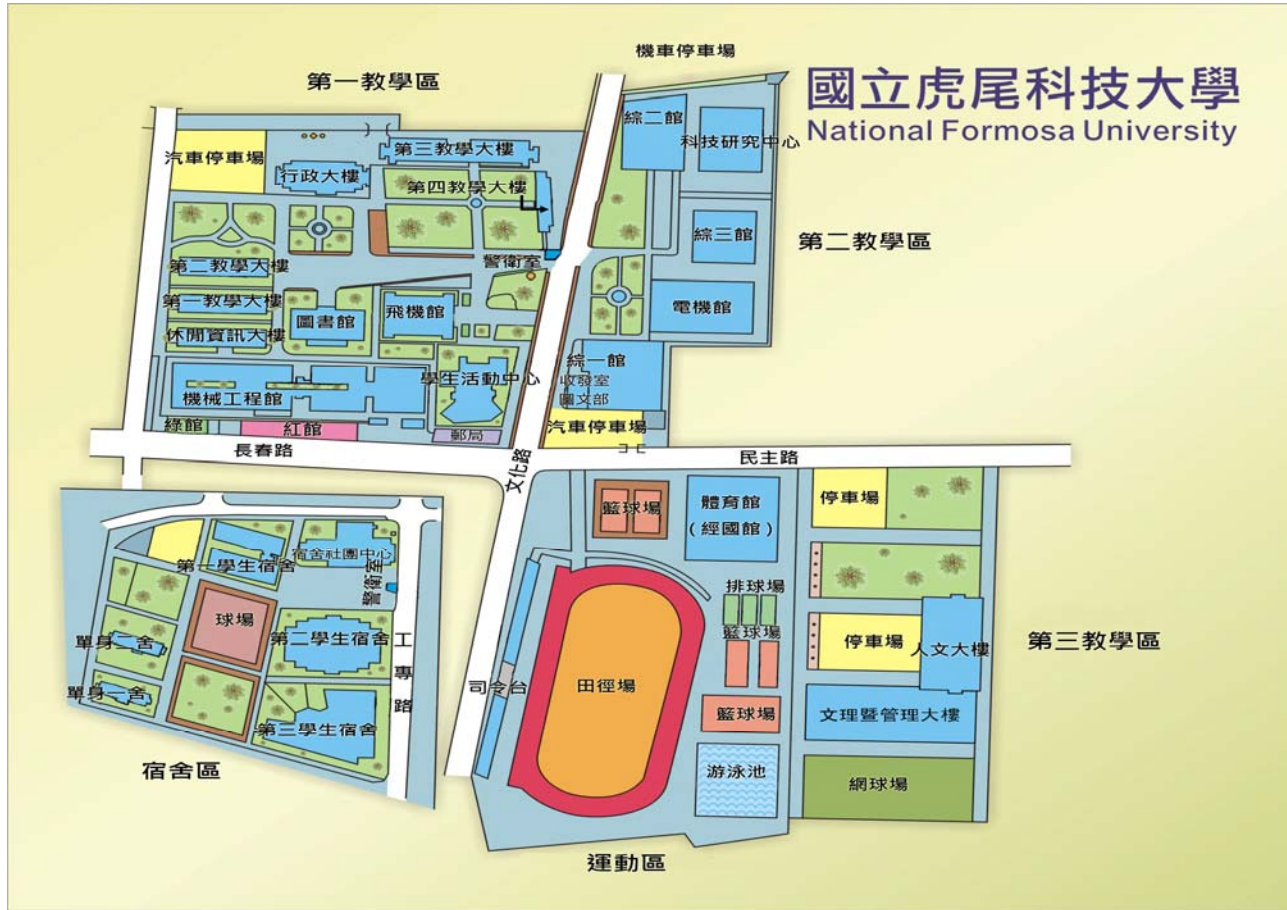 機車停車場
第一教學區
國立虎尾科技大學
National Formosa University
綜二館
科技研究中心
汽車停車場
行政大樓
第三教學大樓
第四教學大樓
綜三館
第二教學區
警衛室
第二教學大樓
第一教學大樓
圖書館
飛機館
電機館
休閒資訊大樓
學生活動中心
綜一館
收發室
圖文部
機械工程館
綠館
紅館
郵局
汽車停車場
長春路
文化路
民主路
籃球場
體育館
(經國館)
停車場
第一學生宿舍
宿舍社團中心
警衛室
球場
排球場
籃球場
單身二舍
第二學生宿舍
工專路
停車場
人文大樓
第三教學區
單身一舍
第三學生宿舍
司令台
田徑場
籃球場
文理暨管理大樓
宿舍區
游泳池
網球場
運動區